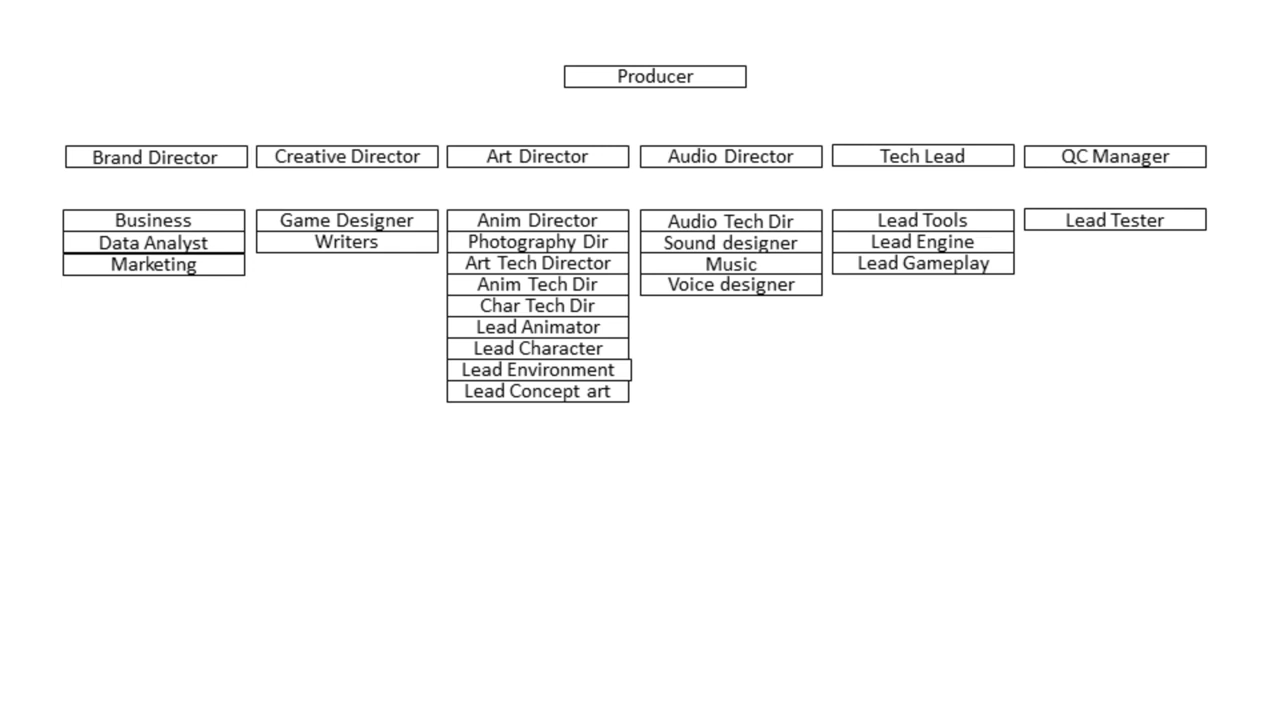 Producer
Brand Director
Creative Director
Art Director
Audio Director
Tech Lead
QC Manager
Business
Data Analyst
Marketing
Game Designer
Writers
Anim Director
Photography Dir
Art Tech Director
Anim Tech Dir
Char Tech Dir
Lead Animator
Lead Character
Lead Environment
Lead Concept art
Audio Tech Dir
Sound designer
Music
Voice designer
Lead Tools
Lead Engine
Lead Gameplay
Lead Tester